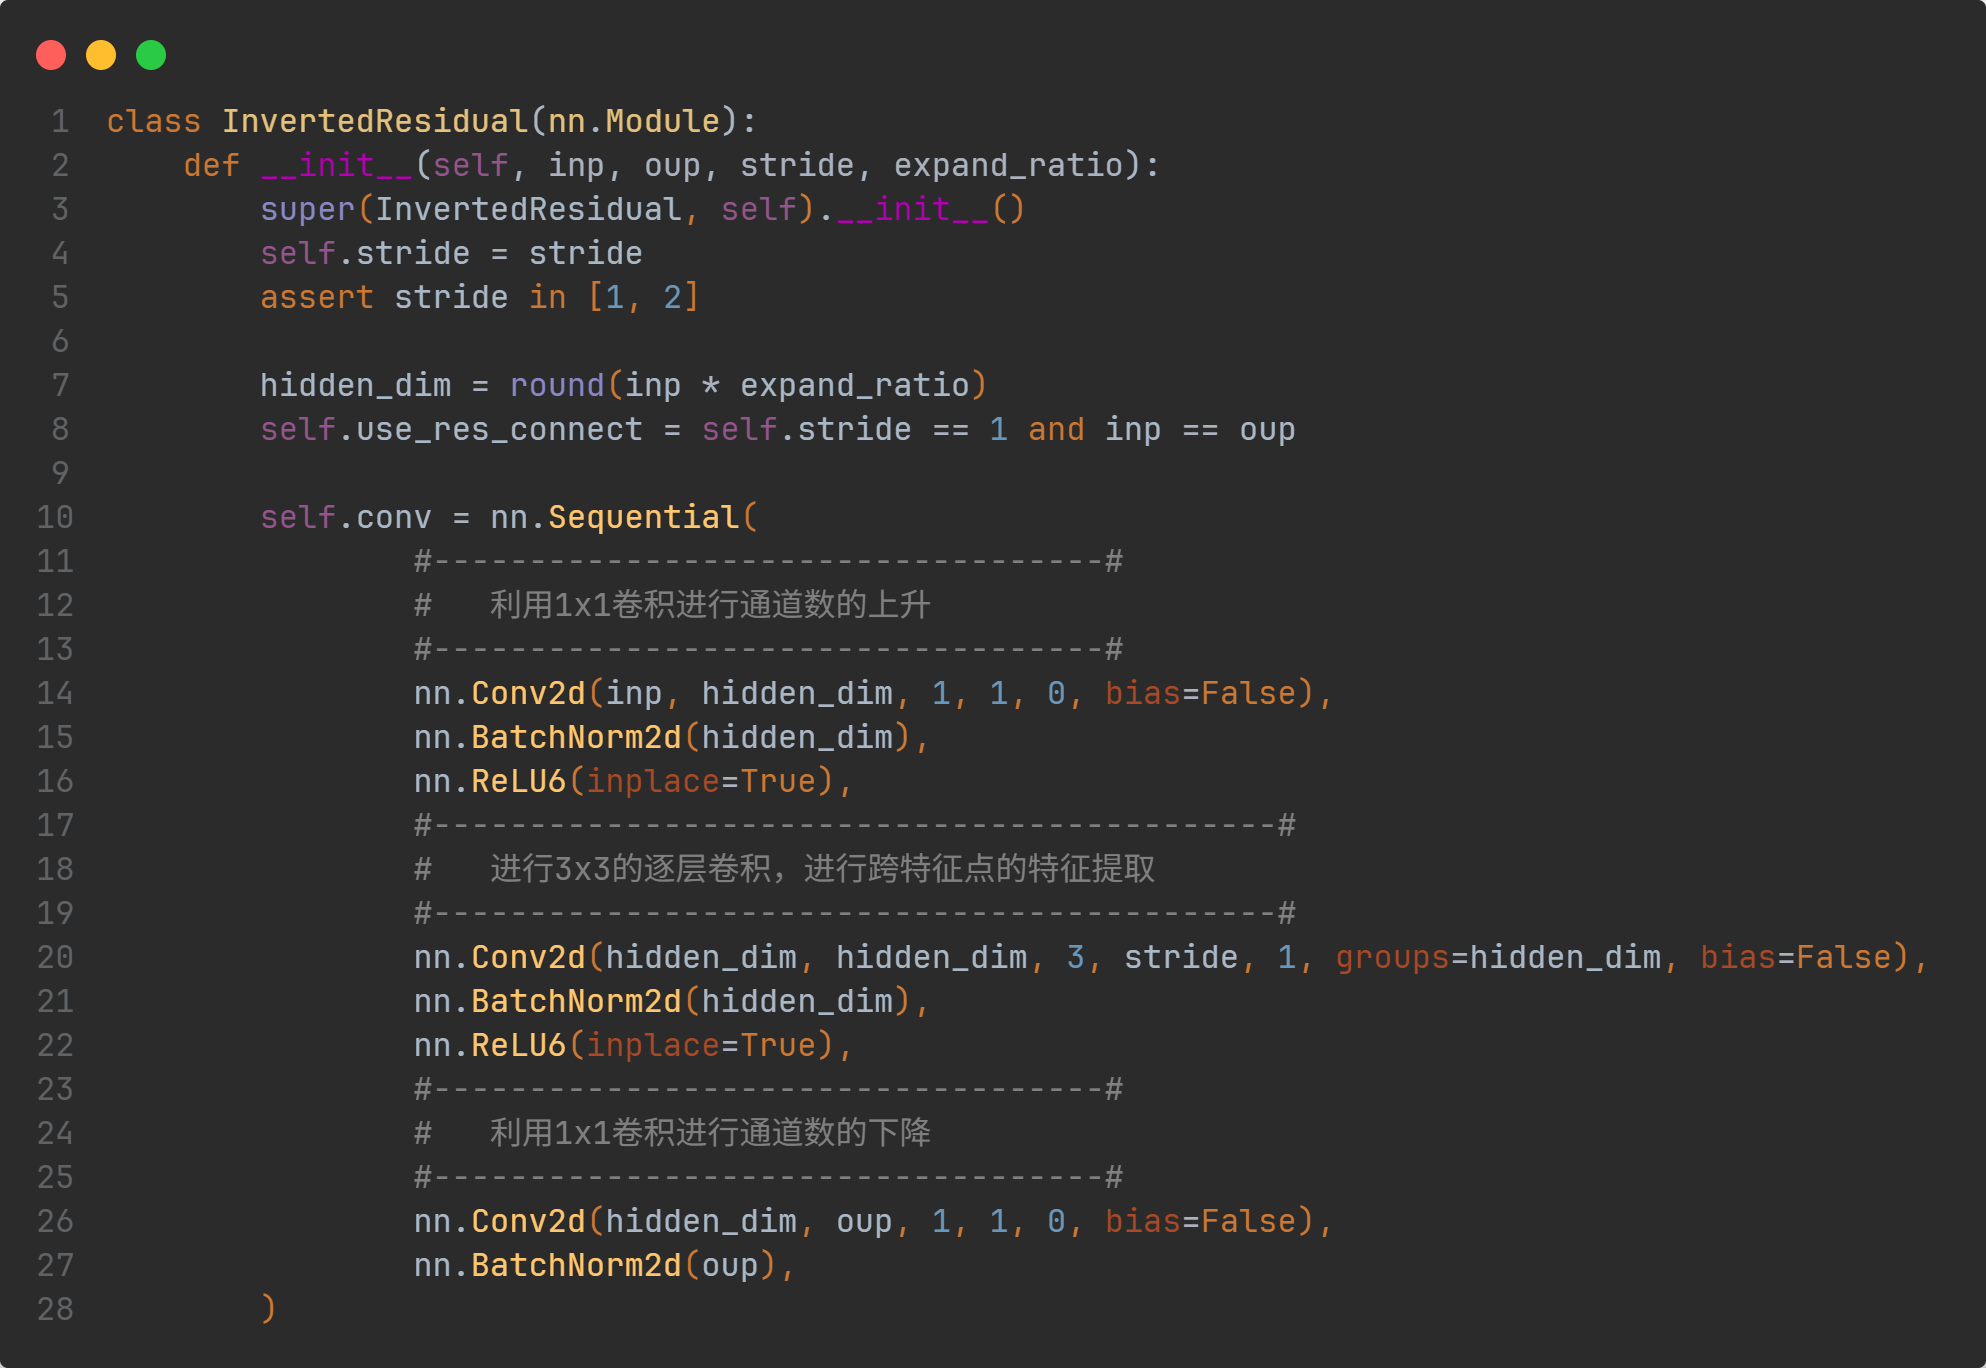 1 class InvertedResidual(nn.Module):
2     def __init__(self, inp, oup, stride, expand_ratio):
3         super(InvertedResidual, self).__init__()
4         self.stride = stride
5         assert stride in [1, 2]
6
7         hidden_dim = round(inp * expand_ratio)
8         self.use_res_connect = self.stride == 1 and inp == oup
9
10         self.conv = nn.Sequential(
11                 #-----------------------------------#
12                 #   利用1x1卷积进行通道数的上升
13                 #-----------------------------------#
14                 nn.Conv2d(inp, hidden_dim, 1, 1, 0, bias=False),
15                 nn.BatchNorm2d(hidden_dim),
16                 nn.ReLU6(inplace=True),
17                 #--------------------------------------------#
18                 #   进行3x3的逐层卷积，进行跨特征点的特征提取
19                 #--------------------------------------------#
20                 nn.Conv2d(hidden_dim, hidden_dim, 3, stride, 1, groups=hidden_dim, bias=False),
21                 nn.BatchNorm2d(hidden_dim),
22                 nn.ReLU6(inplace=True),
23                 #-----------------------------------#
24                 #   利用1x1卷积进行通道数的下降
25                 #-----------------------------------#
26                 nn.Conv2d(hidden_dim, oup, 1, 1, 0, bias=False),
27                 nn.BatchNorm2d(oup),
28         )